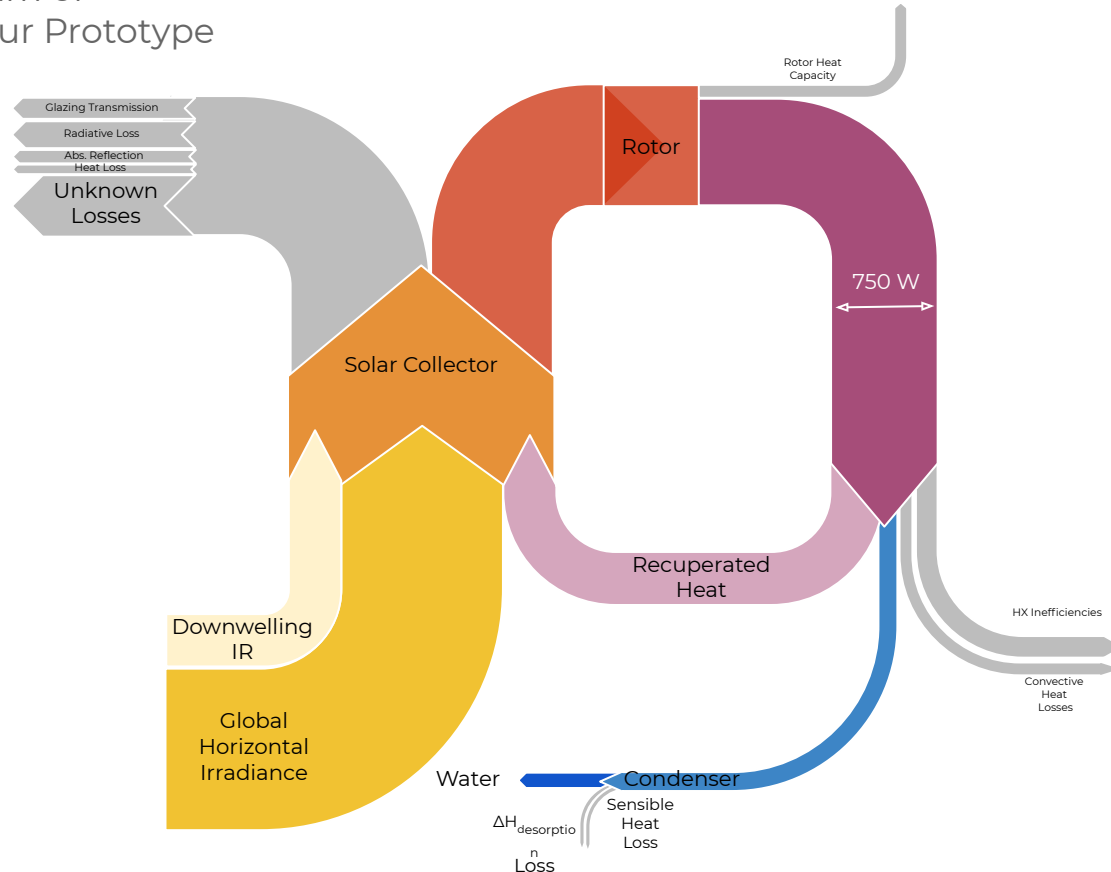 ur Prototype
Rotor Heat
Capacity
Glazing Transmission
Radiative Loss
Abs. Reflection
Heat Loss
Unknown
Losses
Rotor
750 W
Solar Collector
Recuperated
Heat
Downwelling
IR
HX Inefficiencies
Convective
Heat
Losses
Global
Horizontal
Irradiance
Water
Condenser
Sensible
Heat
Loss
ΔHdesorptio
n
Loss